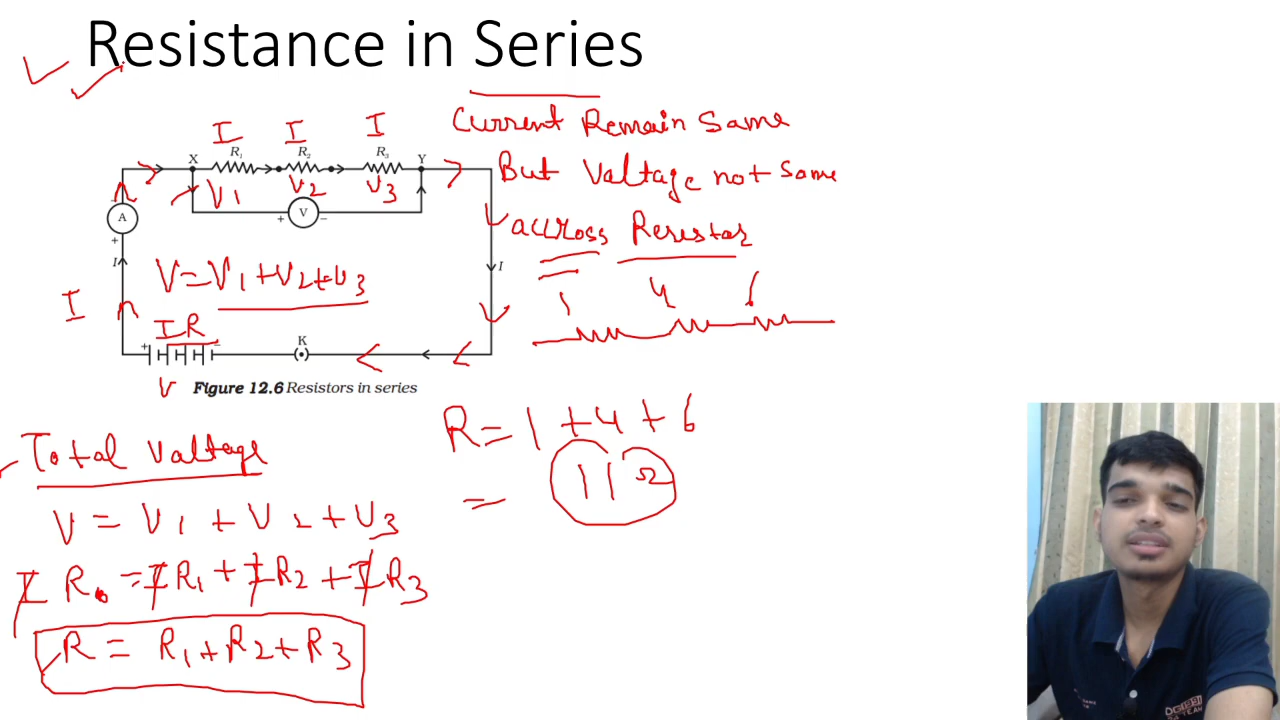 Resistance in Series
I I I
Current Remain Same
R₁ R₂ R₃
X Y
But Valtage not Same
V1 V2 V3
A
+ V −
accross Resistor
+
I
I
V=V1+V2+V3
I
1 4 6
IR
K
+ −
V
Figure 12.6 Resistors in series
R= 1+4+6
= 11Ω
Total Valtage
V = V1 + V2 + V3
I R = IR1 + IR2 + IR3
R = R1+R2+R3